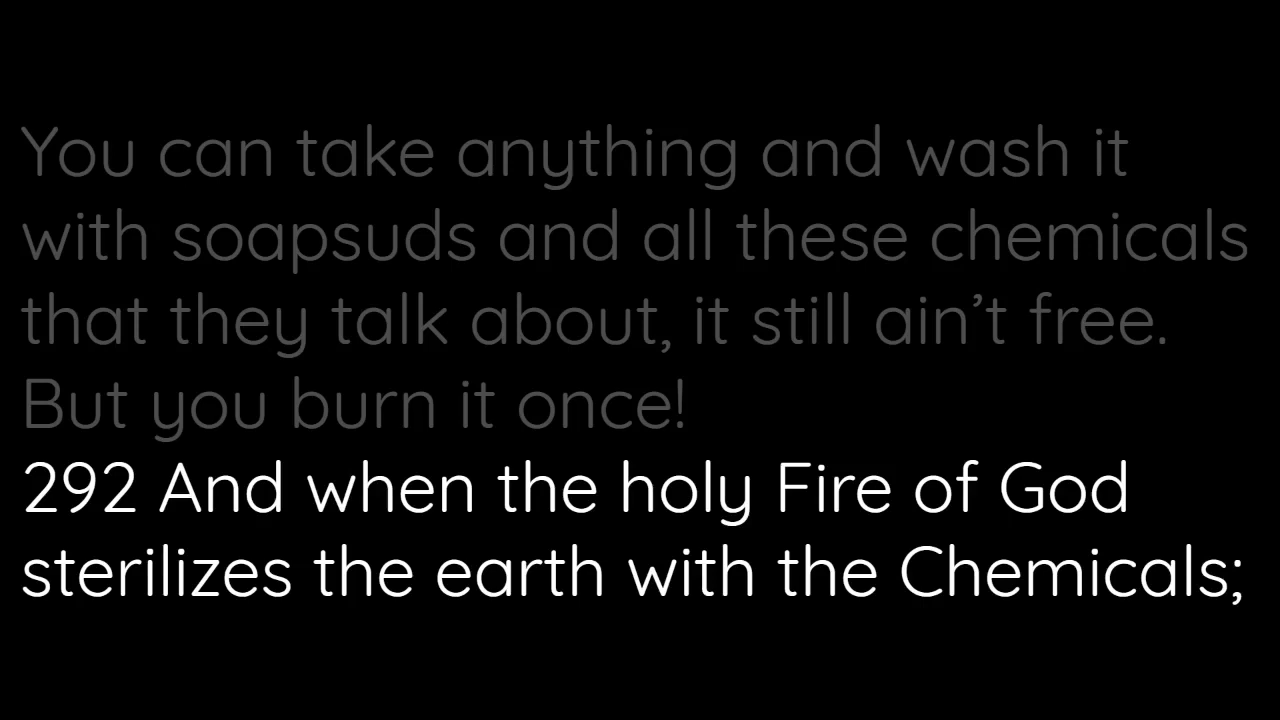 You can take anything and wash it
with soapsuds and all these chemicals
that they talk about, it still ain’t free.
But you burn it once!
292 And when the holy Fire of God
sterilizes the earth with the Chemicals;